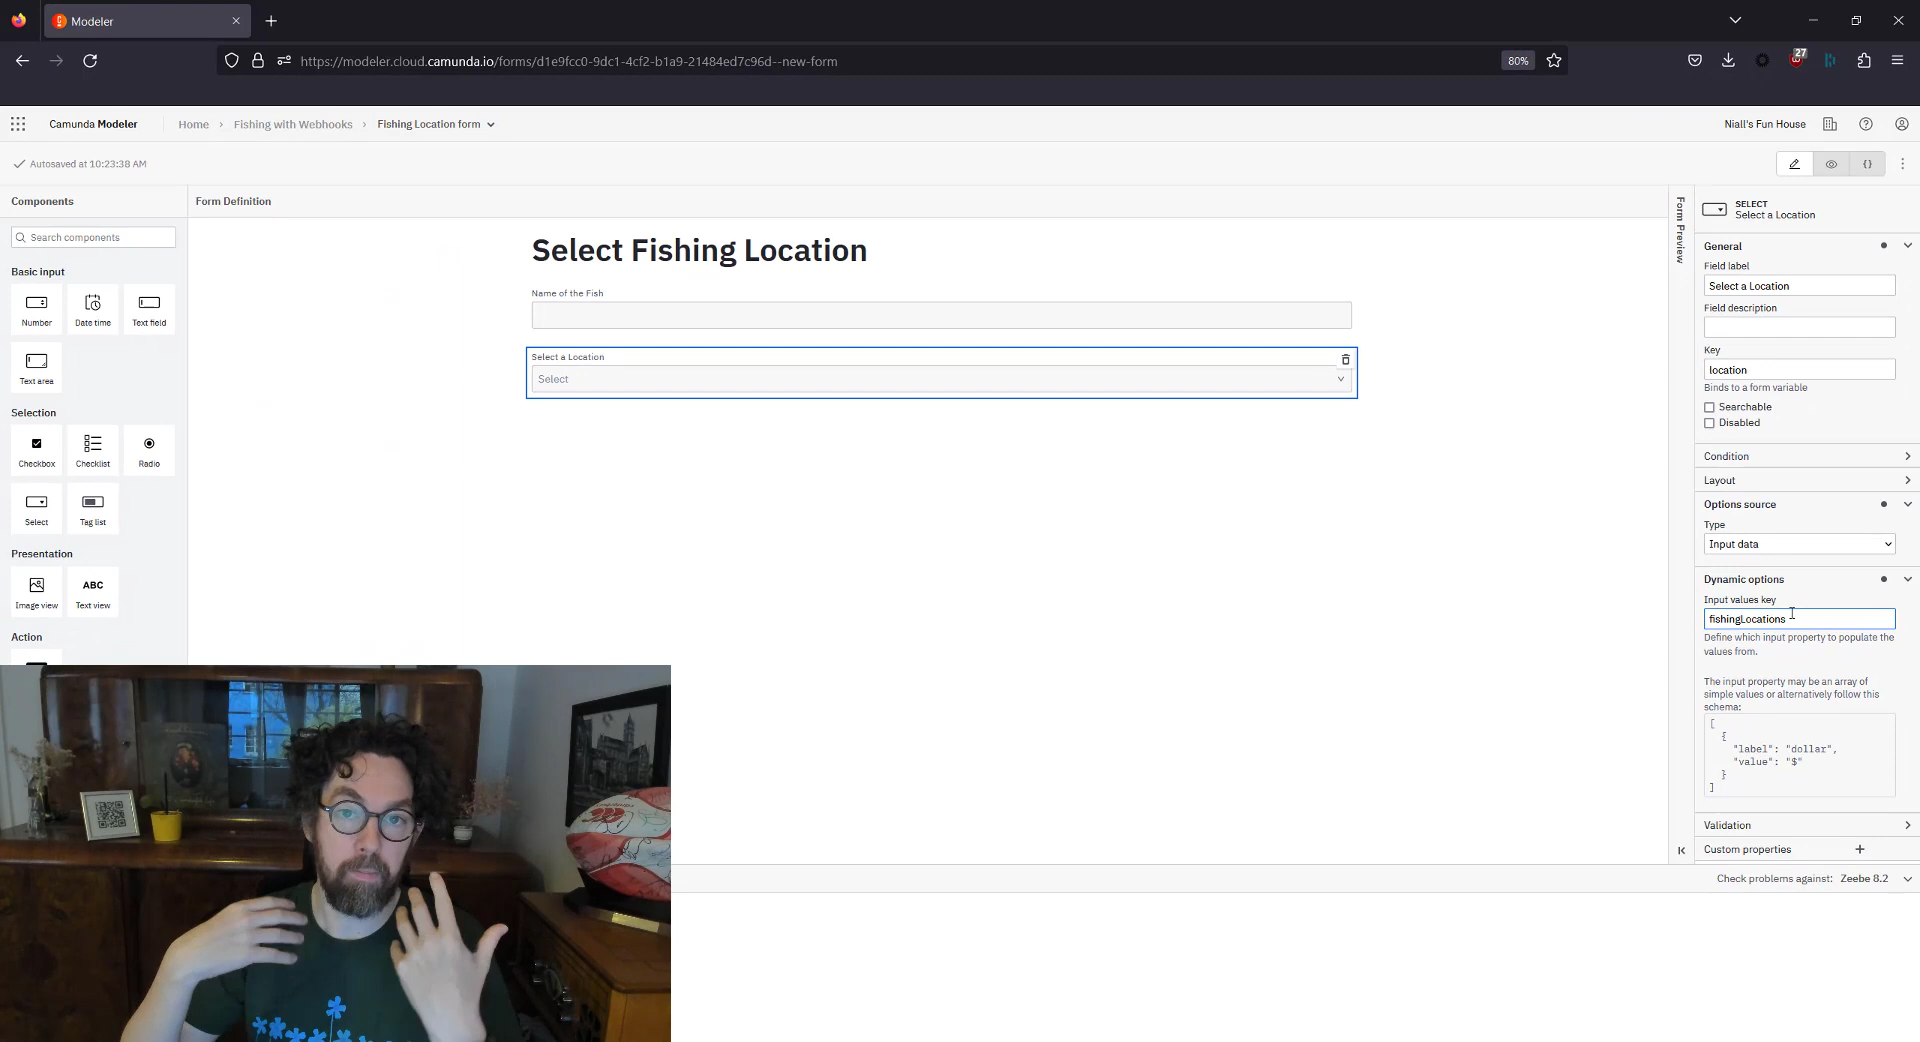 Modeler
https://modeler.cloud.camunda.io/forms/d1e9fcc0-9dc1-4cf2-b1a9-21484ed7c96d--new-form
80%
27
Camunda Modeler
Home
Fishing with Webhooks
Fishing Location form
Niall's Fun House
Autosaved at 10:23:38 AM
{}
Components
Search components
Basic input
Number
Date time
Text field
Text area
Selection
Checkbox
Checklist
Radio
Select
Tag list
Presentation
Image view
ABC
Text view
Action
Form Definition
Select Fishing Location
Name of the Fish
Select a Location
Select
Form Preview
SELECT
Select a Location
General
Field label
Select a Location
Field description
Key
location
Binds to a form variable
Searchable
Disabled
Condition
Layout
Options source
Type
Input data
Dynamic options
Input values key
fishingLocations
Define which input property to populate the
values from.
The input property may be an array of
simple values or alternatively follow this
schema:
[
{
"label": "dollar",
"value": "$"
}
]
Validation
Custom properties
Check problems against: Zeebe 8.2